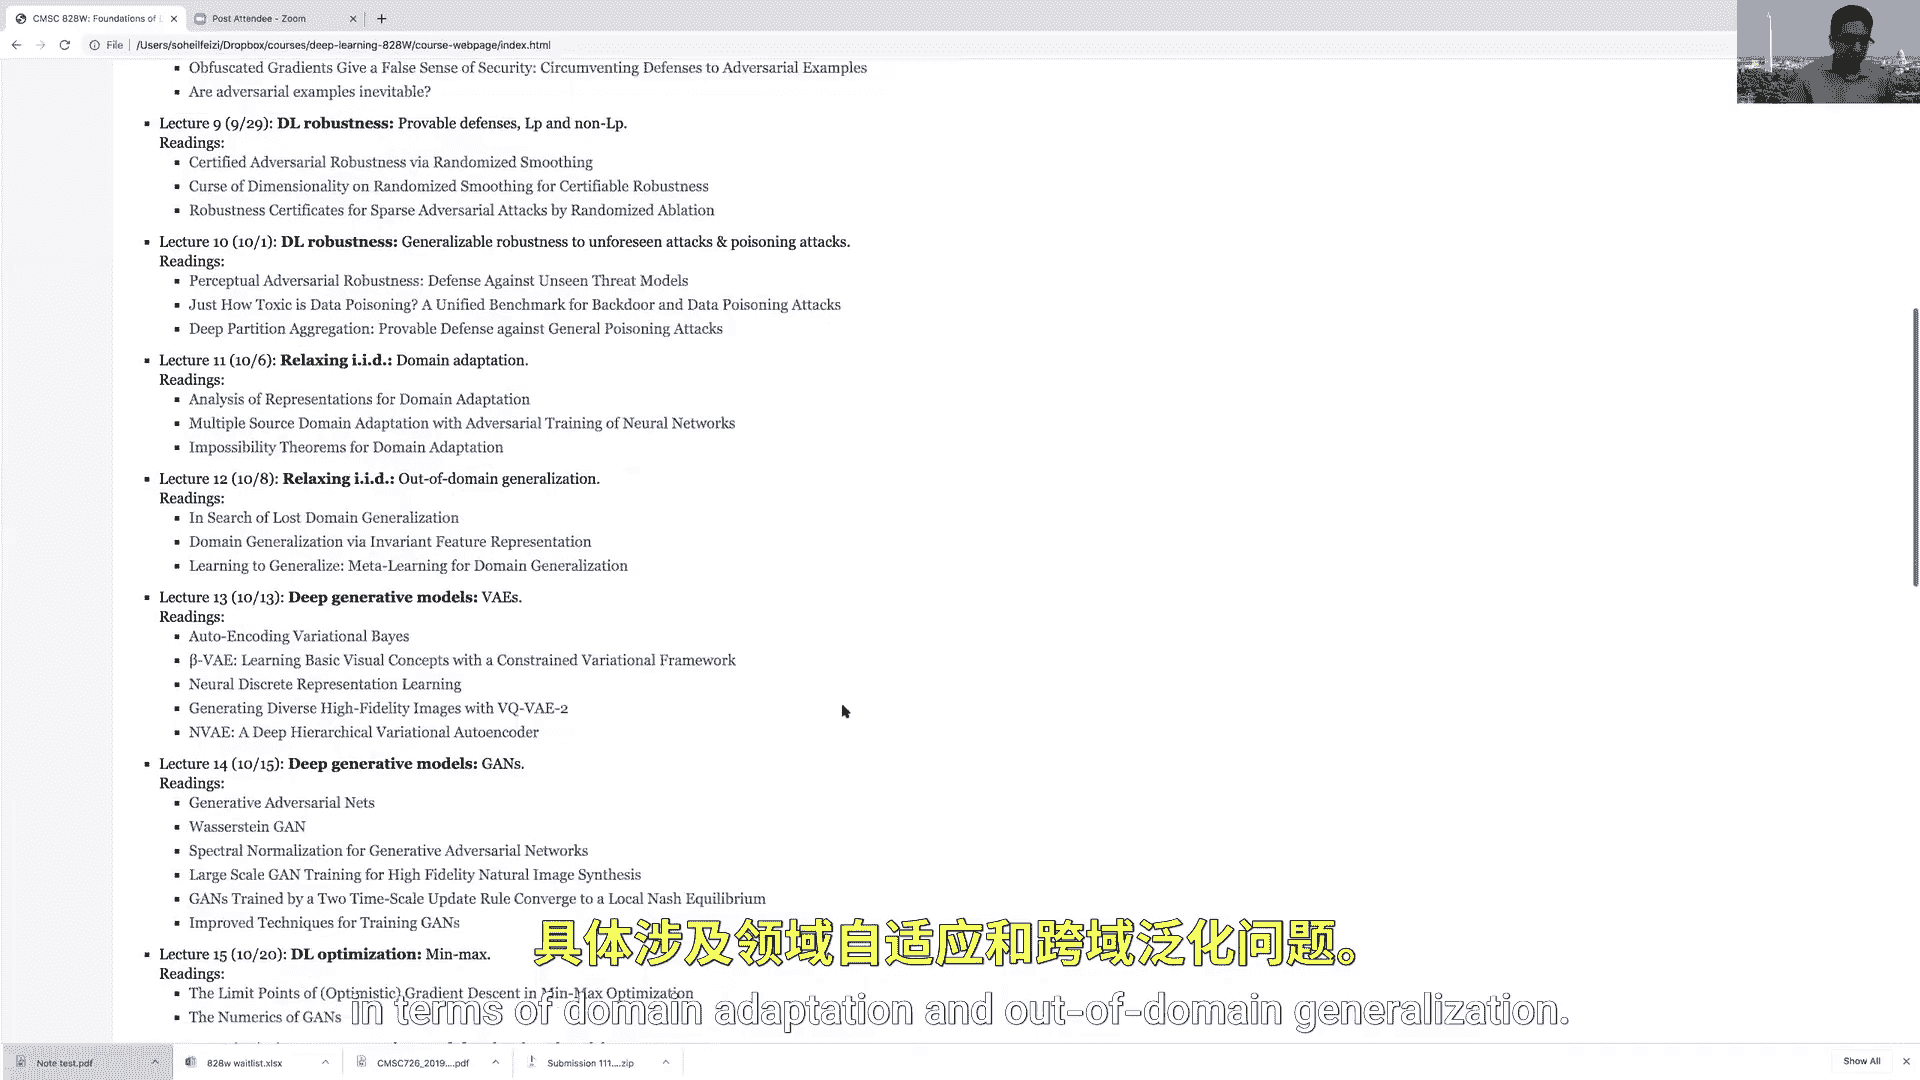 CMSC 828W: Foundations of
Post Attendee - Zoom
File /Users/soheilfeizi/Dropbox/courses/deep-learning-828W/course-webpage/index.html
Obfuscated Gradients Give a False Sense of Security: Circumventing Defenses to Adversarial Examples
Are adversarial examples inevitable?
Lecture 9 (9/29): DL robustness: Provable defenses, Lp and non-Lp.
Readings:
Certified Adversarial Robustness via Randomized Smoothing
Curse of Dimensionality on Randomized Smoothing for Certifiable Robustness
Robustness Certificates for Sparse Adversarial Attacks by Randomized Ablation
Lecture 10 (10/1): DL robustness: Generalizable robustness to unforeseen attacks & poisoning attacks.
Readings:
Perceptual Adversarial Robustness: Defense Against Unseen Threat Models
Just How Toxic is Data Poisoning? A Unified Benchmark for Backdoor and Data Poisoning Attacks
Deep Partition Aggregation: Provable Defense against General Poisoning Attacks
Lecture 11 (10/6): Relaxing i.i.d.: Domain adaptation.
Readings:
Analysis of Representations for Domain Adaptation
Multiple Source Domain Adaptation with Adversarial Training of Neural Networks
Impossibility Theorems for Domain Adaptation
Lecture 12 (10/8): Relaxing i.i.d.: Out-of-domain generalization.
Readings:
In Search of Lost Domain Generalization
Domain Generalization via Invariant Feature Representation
Learning to Generalize: Meta-Learning for Domain Generalization
Lecture 13 (10/13): Deep generative models: VAEs.
Readings:
Auto-Encoding Variational Bayes
β-VAE: Learning Basic Visual Concepts with a Constrained Variational Framework
Neural Discrete Representation Learning
Generating Diverse High-Fidelity Images with VQ-VAE-2
NVAE: A Deep Hierarchical Variational Autoencoder
Lecture 14 (10/15): Deep generative models: GANs.
Readings:
Generative Adversarial Nets
Wasserstein GAN
Spectral Normalization for Generative Adversarial Networks
Large Scale GAN Training for High Fidelity Natural Image Synthesis
GANs Trained by a Two Time-Scale Update Rule Converge to a Local Nash Equilibrium
Improved Techniques for Training GANs
具体涉及领域自适应和跨域泛化问题。
Lecture 15 (10/20): DL optimization: Min-max.
Readings:
The Limit Points of (Optimistic) Gradient Descent in Min-Max Optimization
The Numerics of GANs
in terms of domain adaptation and out-of-domain generalization.
Note test.pdf
828w waitlist.xlsx
CMSC726_2019....pdf
Submission 111....zip
Show All